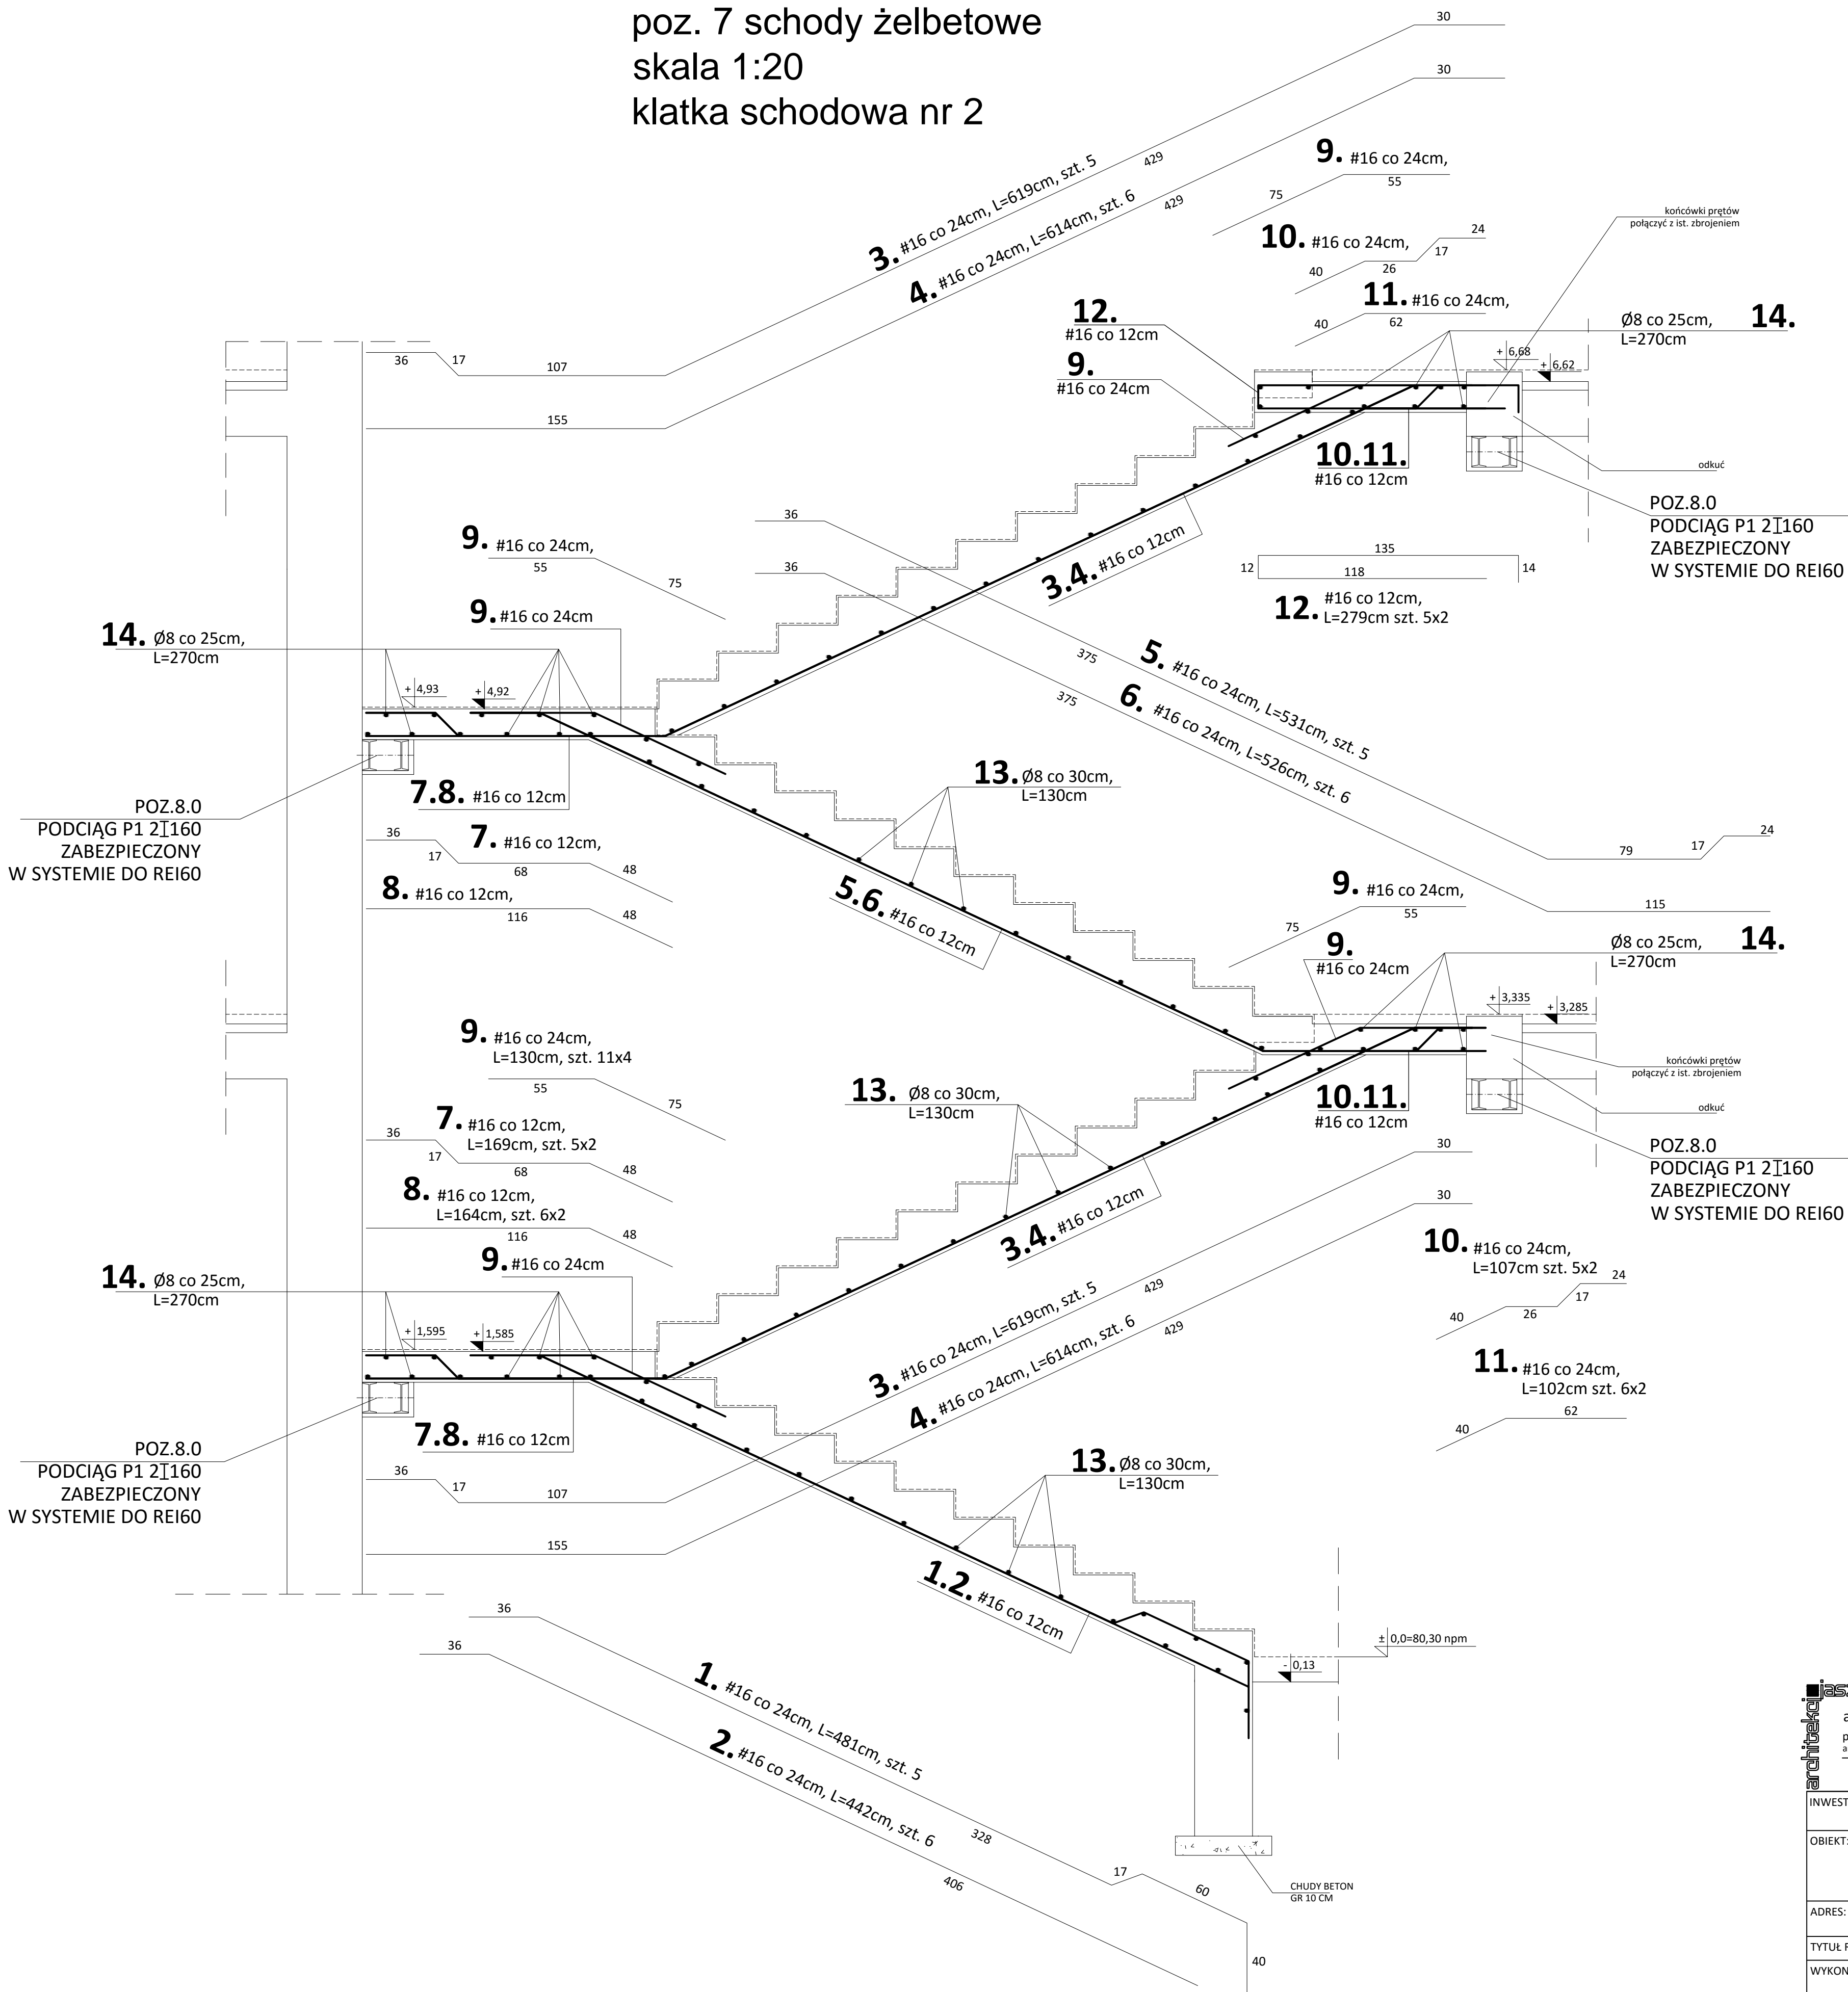 poz. 7 schody żelbetowe
skala 1:20
klatka schodowa nr 2
30
30
3. #16 co 24cm, L=619cm, szt. 5
429
4. #16 co 24cm, L=614cm, szt. 6
429
36
17
107
155
9. #16 co 24cm,
75
55
końcówki prętów
połączyć z ist. zbrojeniem
10. #16 co 24cm,
24
17
26
40
11. #16 co 24cm,
40
62
12.
#16 co 12cm
9.
#16 co 24cm
Ø8 co 25cm, 14.
L=270cm
+ 6,68
+ 6,62
10.11.
#16 co 12cm
odkuć
POZ.8.0
PODCIĄG P1 2I160
ZABEZPIECZONY
W SYSTEMIE DO REI60
3.4. #16 co 12cm
135
12
118
14
12. #16 co 12cm,
L=279cm szt. 5x2
36
36
9. #16 co 24cm,
55
75
9. #16 co 24cm
14. Ø8 co 25cm,
L=270cm
+ 4,93
+ 4,92
375
5. #16 co 24cm, L=531cm, szt. 5
375
6. #16 co 24cm, L=526cm, szt. 6
79
17
24
115
7.8. #16 co 12cm
POZ.8.0
PODCIĄG P1 2I160
ZABEZPIECZONY
W SYSTEMIE DO REI60
13. Ø8 co 30cm,
L=130cm
36
17
7. #16 co 12cm,
68
48
8. #16 co 12cm,
116
48
5.6. #16 co 12cm
9. #16 co 24cm,
75
55
9.
#16 co 24cm
Ø8 co 25cm, 14.
L=270cm
+ 3,335
+ 3,285
końcówki prętów
połączyć z ist. zbrojeniem
10.11.
#16 co 12cm
odkuć
POZ.8.0
PODCIĄG P1 2I160
ZABEZPIECZONY
W SYSTEMIE DO REI60
9. #16 co 24cm,
L=130cm, szt. 11x4
55
75
13. Ø8 co 30cm,
L=130cm
7. #16 co 12cm,
L=169cm, szt. 5x2
36
17
68
48
8. #16 co 12cm,
L=164cm, szt. 6x2
116
48
9. #16 co 24cm
14. Ø8 co 25cm,
L=270cm
+ 1,595
+ 1,585
3.4. #16 co 12cm
30
30
3. #16 co 24cm, L=619cm, szt. 5
429
4. #16 co 24cm, L=614cm, szt. 6
429
10. #16 co 24cm,
L=107cm szt. 5x2
24
17
26
40
11. #16 co 24cm,
L=102cm szt. 6x2
62
40
7.8. #16 co 12cm
POZ.8.0
PODCIĄG P1 2I160
ZABEZPIECZONY
W SYSTEMIE DO REI60
36
17
107
155
13. Ø8 co 30cm,
L=130cm
1.2. #16 co 12cm
± 0,0=80,30 npm
- 0,13
36
36
1. #16 co 24cm, L=481cm, szt. 5
328
2. #16 co 24cm, L=442cm, szt. 6
406
17
60
40
CHUDY BETON
GR 10 CM
architekci
INWEST
OBIEKT:
ADRES:
TYTUŁ R
WYKON